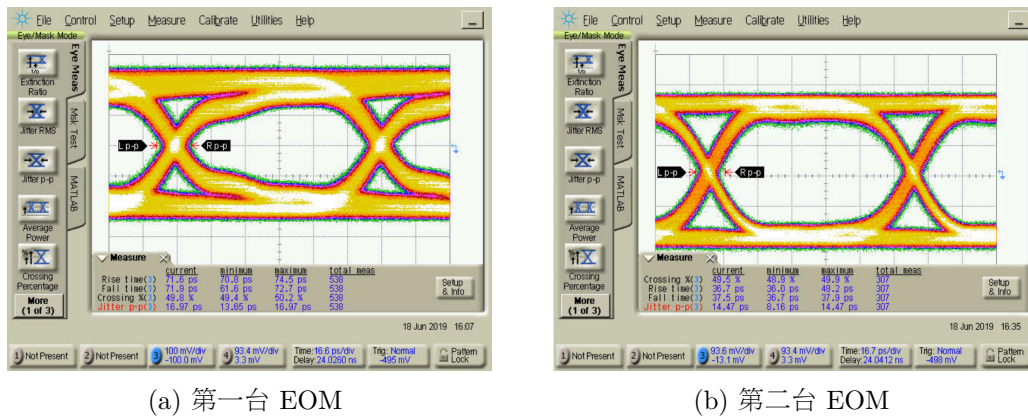 File Control Setup Measure Calibrate Utilities Help
Eye/Mask Mode
Eye Meas
Msk Test
MATLAB
Extinction
Ratio
Jitter RMS
Jitter p-p
Average
Power
Crossing
Percentage
More
(1 of 3)
L p-p
R p-p
Measure
current minimum maximum total meas
Rise time(3) 71.6 ps 70.8 ps 74.5 ps 538
Fall time(3) 71.9 ps 61.6 ps 72.7 ps 538
Crossing %(3) 49.8 % 49.4 % 50.2 % 538
Jitter p-p(3) 16.97 ps 13.65 ps 16.97 ps 538
Setup
& Info
18 Jun 2019 16:07
1) Not Present
2) Not Present
3) 100 mV/div
-100.0 mV
4) 93.4 mV/div
3.3 mV
Time:16.6 ps/div
Delay:24.0260 ns
Trig: Normal
-495 mV
Pattern
Lock
(a) 第一台 EOM
File Control Setup Measure Calibrate Utilities Help
Eye/Mask Mode
Eye Meas
Msk Test
MATLAB
Extinction
Ratio
Jitter RMS
Jitter p-p
Average
Power
Crossing
Percentage
More
(1 of 3)
L p-p
R p-p
Measure
current minimum maximum total meas
Crossing %(3) 49.5 % 48.9 % 49.9 % 307
Rise time(3) 36.7 ps 36.0 ps 48.2 ps 307
Fall time(3) 37.5 ps 36.7 ps 37.9 ps 307
Jitter p-p(3) 14.47 ps 8.16 ps 14.47 ps 307
Setup
& Info
18 Jun 2019 16:35
1) Not Present
2) Not Present
3) 93.6 mV/div
-13.1 mV
4) 93.4 mV/div
3.3 mV
Time:16.7 ps/div
Delay:24.0412 ns
Trig: Normal
-498 mV
Pattern
Lock
(b) 第二台 EOM